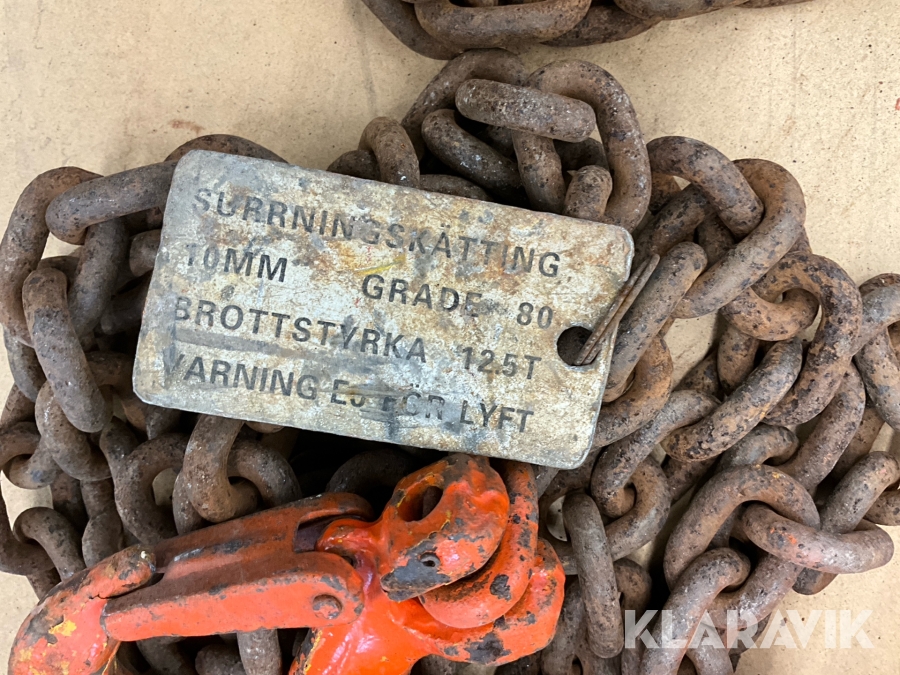 SURRNINGSKÄTTING
10MM GRADE 80
BROTTSTYRKA 12.5T
VARNING EJ FÖR LYFT
KLARAVIK